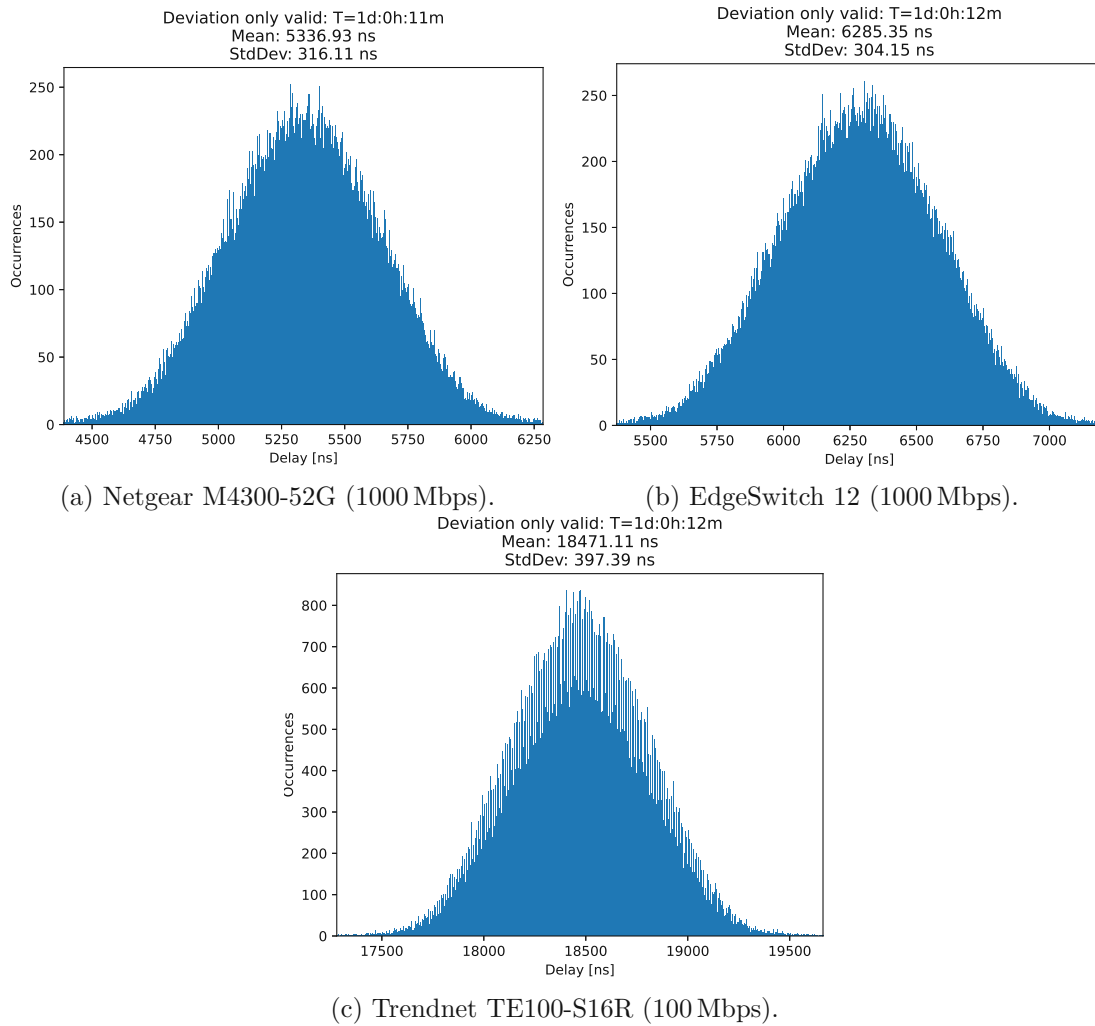 Deviation only valid: T=1d:0h:11m
Mean: 5336.93 ns
StdDev: 316.11 ns
250
200
150
100
50
0
Occurrences
4500 4750 5000 5250 5500 5750 6000 6250
Delay [ns]
(a) Netgear M4300-52G (1000 Mbps).
Deviation only valid: T=1d:0h:12m
Mean: 6285.35 ns
StdDev: 304.15 ns
250
200
150
100
50
0
Occurrences
5500 5750 6000 6250 6500 6750 7000
Delay [ns]
(b) EdgeSwitch 12 (1000 Mbps).
Deviation only valid: T=1d:0h:12m
Mean: 18471.11 ns
StdDev: 397.39 ns
800
700
600
500
400
300
200
100
0
Occurrences
17500 18000 18500 19000 19500
Delay [ns]
(c) Trendnet TE100-S16R (100 Mbps).